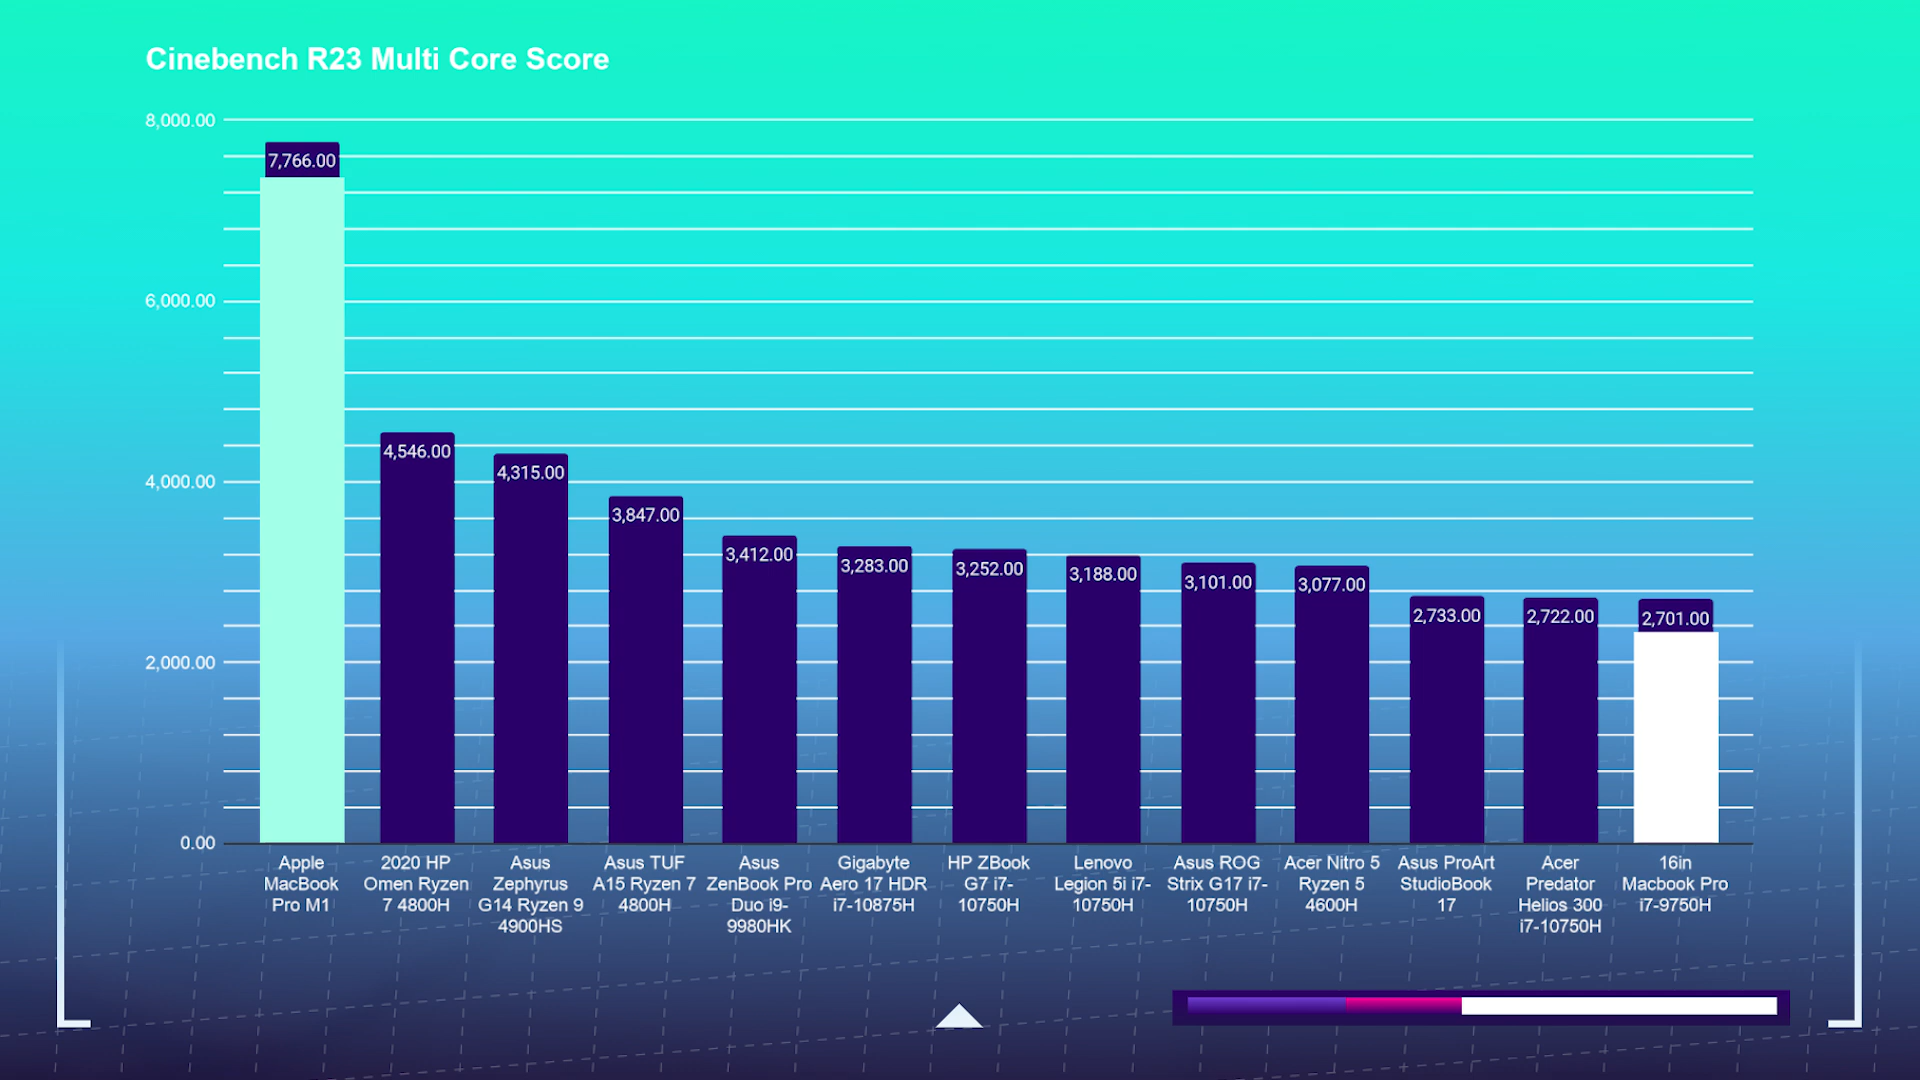 Cinebench R23 Multi Core Score
8,000.00
6,000.00
4,000.00
2,000.00
0.00
7,766.00
4,546.00
4,315.00
3,847.00
3,412.00
3,283.00
3,252.00
3,188.00
3,101.00
3,077.00
2,733.00
2,722.00
2,701.00
Apple
MacBook
Pro M1
2020 HP
Omen Ryzen
7 4800H
Asus
Zephyrus
G14 Ryzen 9
4900HS
Asus TUF
A15 Ryzen 7
4800H
Asus
ZenBook Pro
Duo i9-
9980HK
Gigabyte
Aero 17 HDR
i7-10875H
HP ZBook
G7 i7-
10750H
Lenovo
Legion 5i i7-
10750H
Asus ROG
Strix G17 i7-
10750H
Acer Nitro 5
Ryzen 5
4600H
Asus ProArt
StudioBook
17
Acer
Predator
Helios 300
i7-10750H
16in
Macbook Pro
i7-9750H